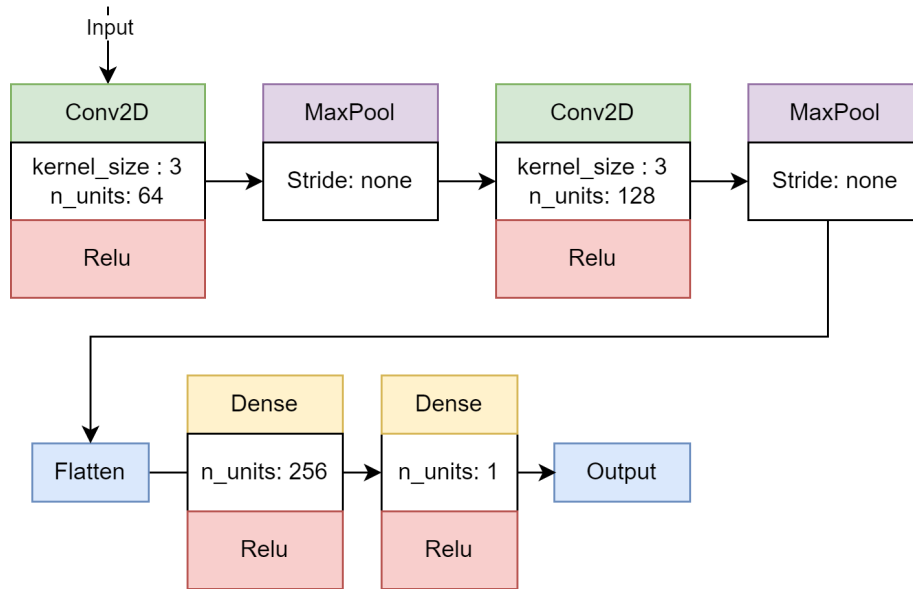 Input
Conv2D
kernel_size : 3
n_units: 64
Relu
MaxPool
Stride: none
Conv2D
kernel_size : 3
n_units: 128
Relu
MaxPool
Stride: none
Flatten
Dense
n_units: 256
Relu
Dense
n_units: 1
Relu
Output